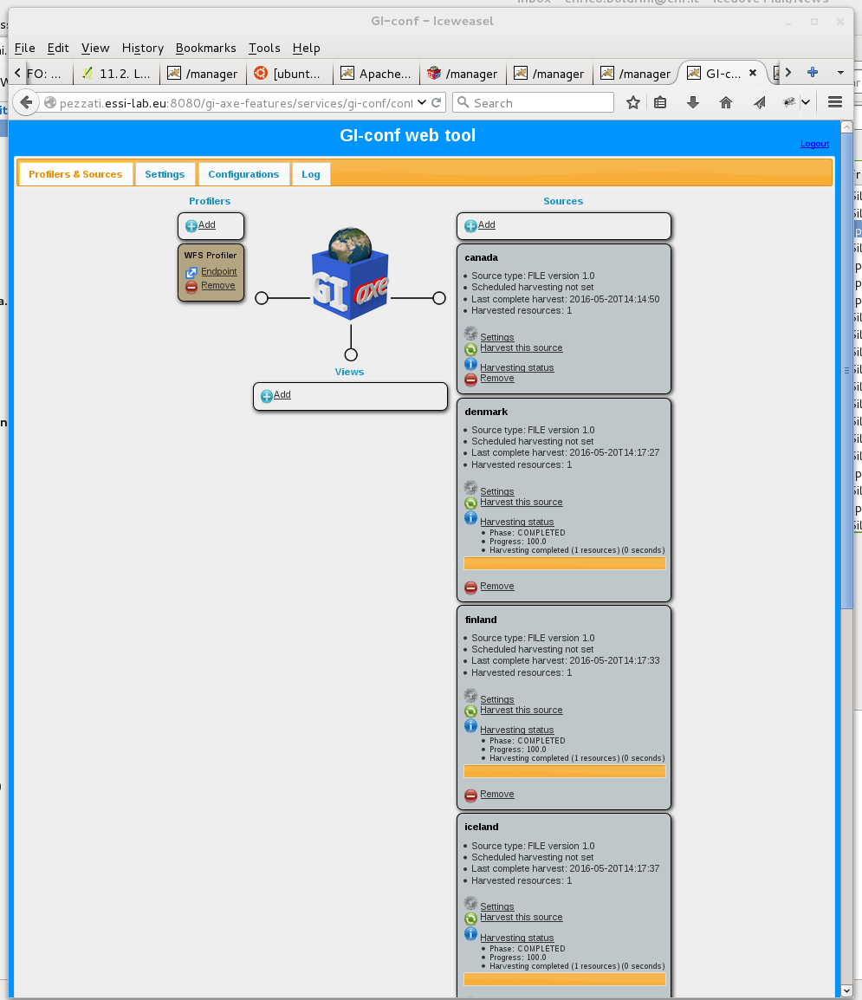 GI-conf - Iceweasel
File Edit View History Bookmarks Tools Help
FO: ... 11.2. L... /manager [ubunt... Apache... /manager /manager /manager GI-c...
pezzati.essi-lab.eu:8080/gi-axe-features/services/gi-conf/conf Search
GI-conf web tool
Logout
Profilers & Sources Settings Configurations Log
Profilers
Add
WFS Profiler
Endpoint
Remove
GI axe
Views
Add
Sources
Add
canada
Source type: FILE version 1.0
Scheduled harvesting not set
Last complete harvest: 2016-05-20T14:14:50
Harvested resources: 1
Settings
Harvest this source
Harvesting status
Remove
denmark
Source type: FILE version 1.0
Scheduled harvesting not set
Last complete harvest: 2016-05-20T14:17:27
Harvested resources: 1
Settings
Harvest this source
Harvesting status
Phase: COMPLETED
Progress: 100.0
Harvesting completed (1 resources) (0 seconds)
Remove
finland
Source type: FILE version 1.0
Scheduled harvesting not set
Last complete harvest: 2016-05-20T14:17:33
Harvested resources: 1
Settings
Harvest this source
Harvesting status
Phase: COMPLETED
Progress: 100.0
Harvesting completed (1 resources) (0 seconds)
Remove
iceland
Source type: FILE version 1.0
Scheduled harvesting not set
Last complete harvest: 2016-05-20T14:17:37
Harvested resources: 1
Settings
Harvest this source
Harvesting status
Phase: COMPLETED
Progress: 100.0
Harvesting completed (1 resources) (0 seconds)